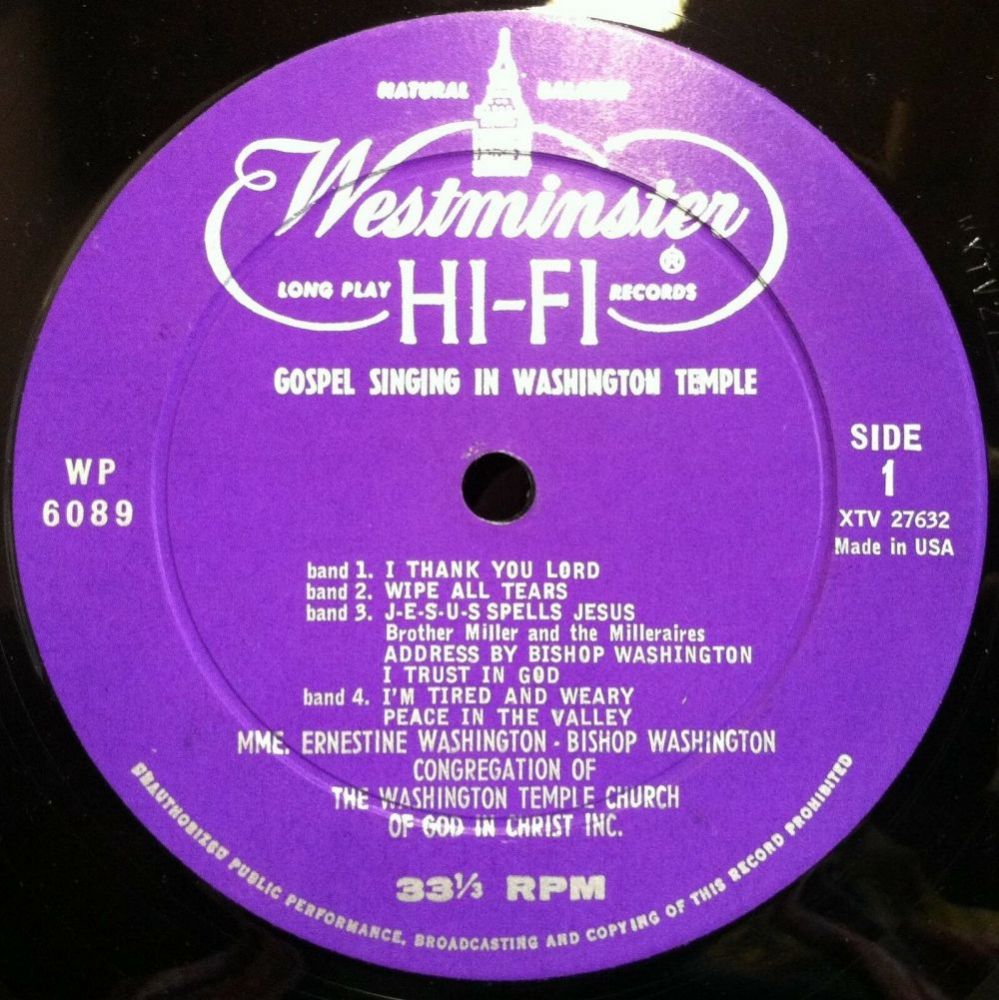 NATURAL BALANCE
Westminster
LONG PLAY HI-FI RECORDS
GOSPEL SINGING IN WASHINGTON TEMPLE
WP
6089
SIDE
1
XTV 27632
Made in USA
band 1. I THANK YOU LORD
band 2. WIPE ALL TEARS
band 3. J-E-S-U-S SPELLS JESUS
Brother Miller and the Milleraires
ADDRESS BY BISHOP WASHINGTON
I TRUST IN GOD
band 4. I'M TIRED AND WEARY
PEACE IN THE VALLEY
MME. ERNESTINE WASHINGTON - BISHOP WASHINGTON
CONGREGATION OF
THE WASHINGTON TEMPLE CHURCH
OF GOD IN CHRIST INC.
33⅓ RPM
UNAUTHORIZED PUBLIC PERFORMANCE, BROADCASTING AND COPYING OF THIS RECORD PROHIBITED